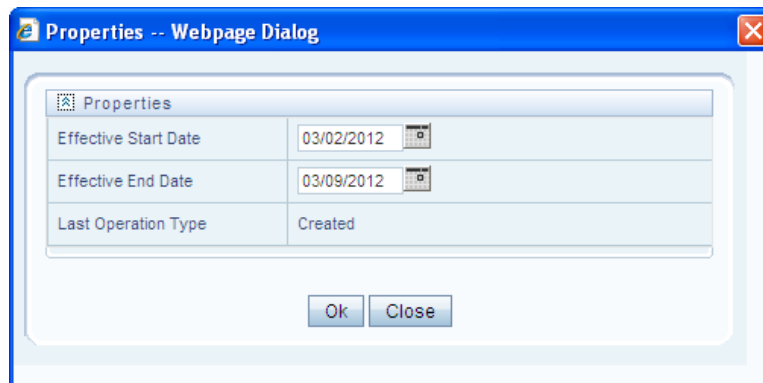 Properties -- Webpage Dialog
Properties
Effective Start Date 03/02/2012
Effective End Date 03/09/2012
Last Operation Type Created
Ok Close